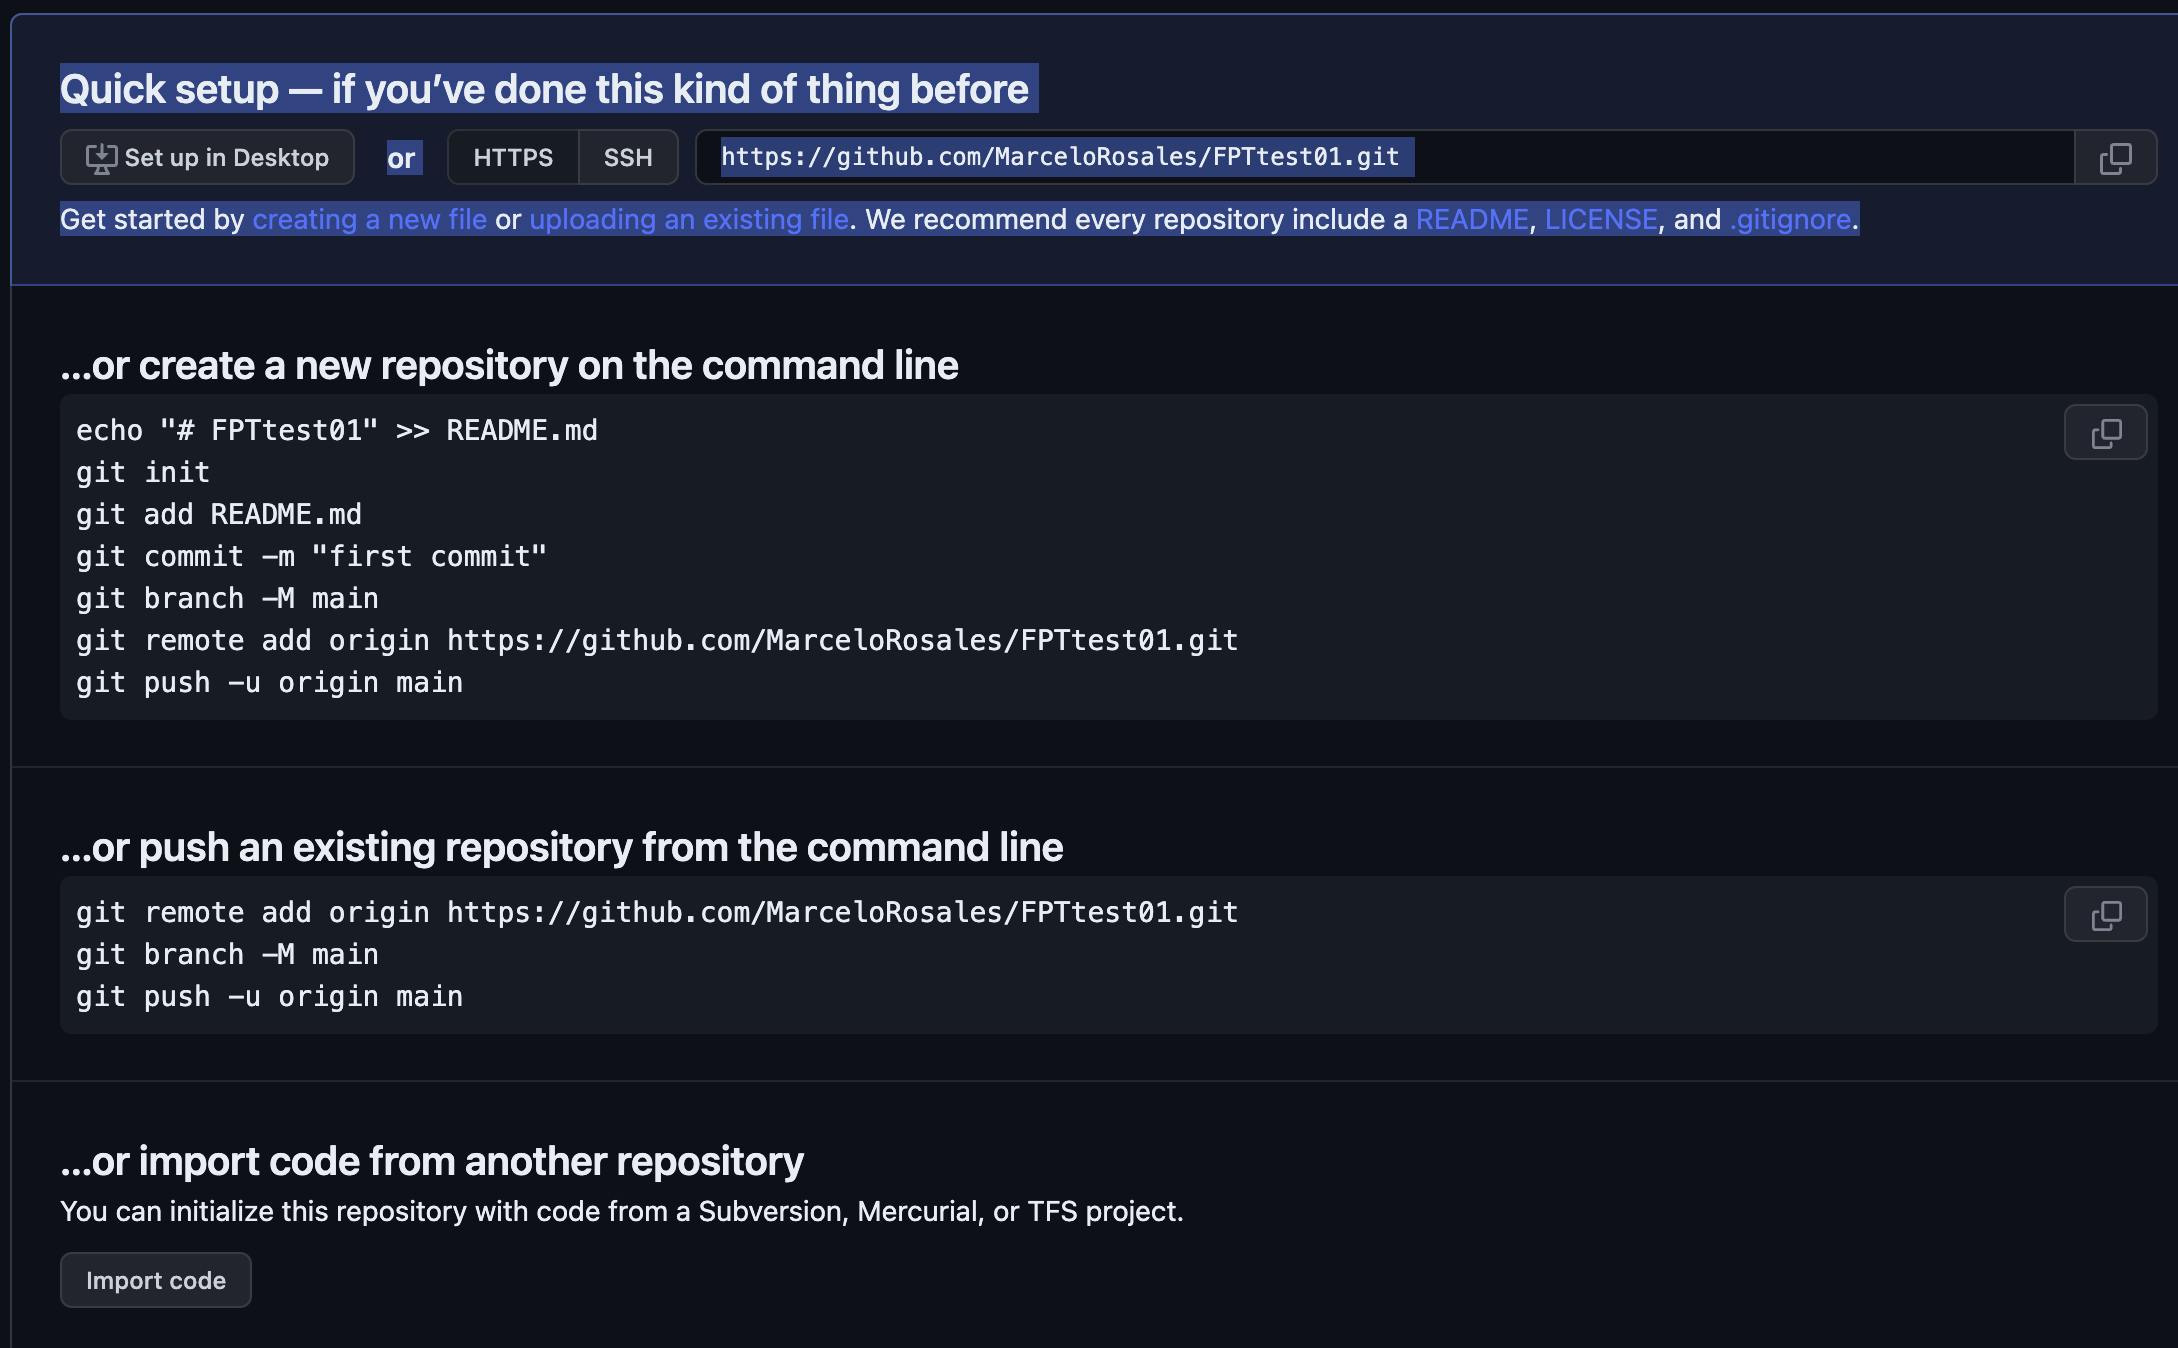 Quick setup — if you’ve done this kind of thing before
Set up in Desktop or HTTPS SSH https://github.com/MarceloRosales/FPTtest01.git
Get started by creating a new file or uploading an existing file. We recommend every repository include a README, LICENSE, and .gitignore.
…or create a new repository on the command line
echo "# FPTtest01" >> README.md
git init
git add README.md
git commit -m "first commit"
git branch -M main
git remote add origin https://github.com/MarceloRosales/FPTtest01.git
git push -u origin main
…or push an existing repository from the command line
git remote add origin https://github.com/MarceloRosales/FPTtest01.git
git branch -M main
git push -u origin main
…or import code from another repository
You can initialize this repository with code from a Subversion, Mercurial, or TFS project.
Import code